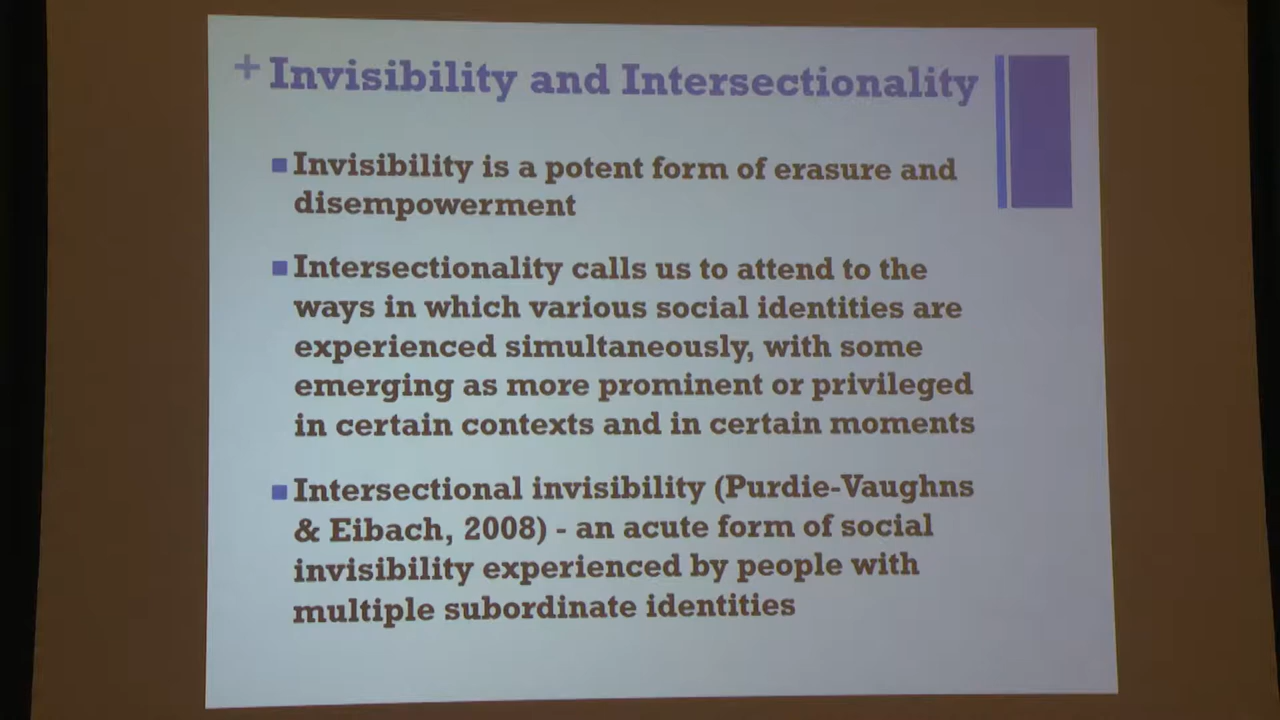 + Invisibility and Intersectionality
Invisibility is a potent form of erasure and
disempowerment
Intersectionality calls us to attend to the
ways in which various social identities are
experienced simultaneously, with some
emerging as more prominent or privileged
in certain contexts and in certain moments
Intersectional invisibility (Purdie-Vaughns
& Eibach, 2008) - an acute form of social
invisibility experienced by people with
multiple subordinate identities